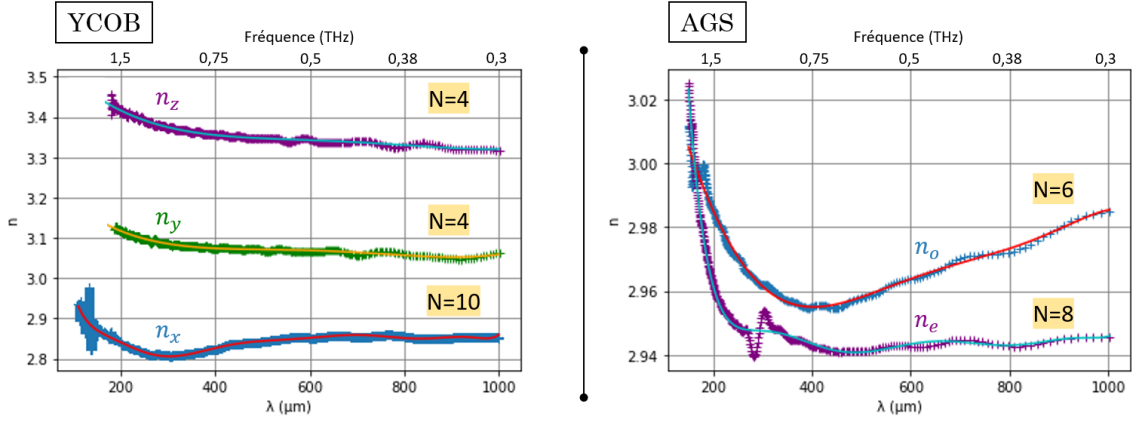 YCOB
Fréquence (THz)
1,5 0,75 0,5 0,38 0,3
3.5
3.4
3.3
3.2
3.1
3.0
2.9
2.8
n
n_z
N=4
n_y
N=4
n_x
N=10
200 400 600 800 1000
λ (μm)
AGS
Fréquence (THz)
1,5 0,75 0,5 0,38 0,3
3.02
3.00
2.98
2.96
2.94
n
N=6
n_o
n_e
N=8
200 400 600 800 1000
λ (μm)